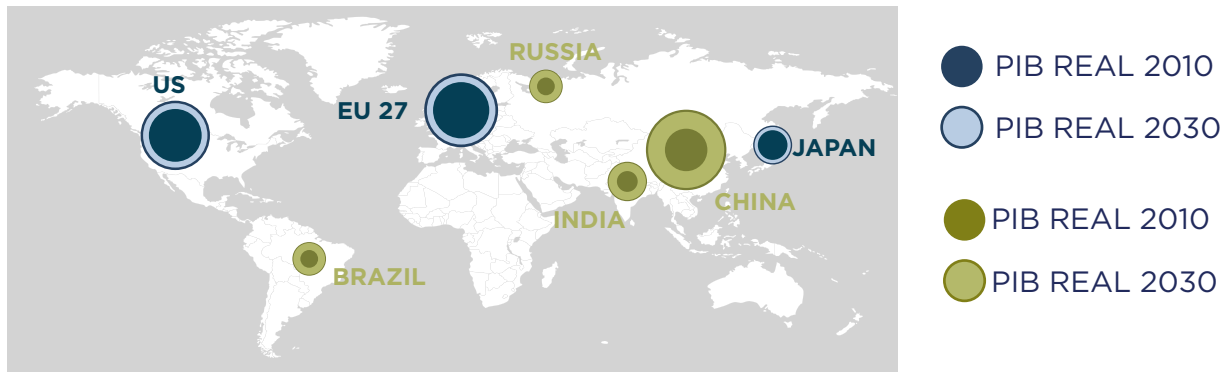 RUSSIA
US
EU 27
JAPAN
CHINA
INDIA
BRAZIL
PIB REAL 2010
PIB REAL 2030
PIB REAL 2010
PIB REAL 2030